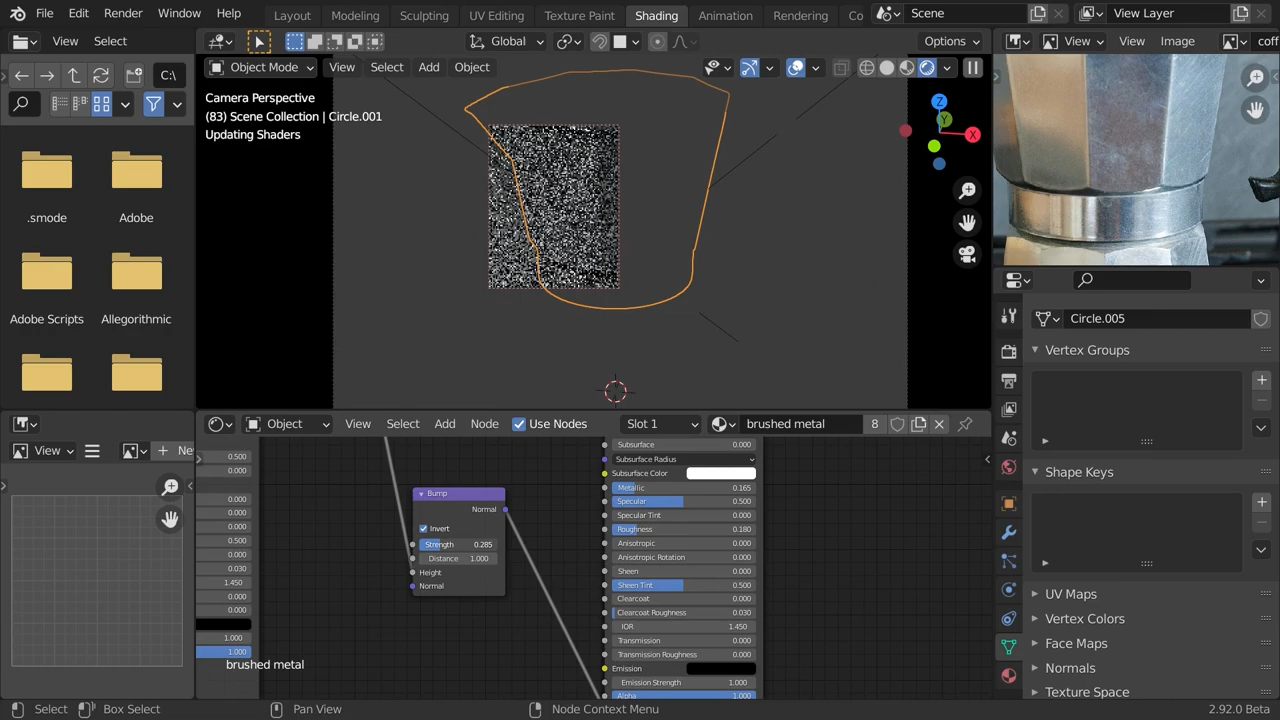 File Edit Render Window Help Layout Modeling Sculpting UV Editing Texture Paint Shading Animation Rendering Co Scene View Layer
View Select Global Options View View Image coff
C:\ Object Mode View Select Add Object
Camera Perspective
(83) Scene Collection | Circle.001
Updating Shaders
Z
Y
X
.smode Adobe
Adobe Scripts Allegorithmic
Circle.005
Vertex Groups
Shape Keys
UV Maps
Vertex Colors
Face Maps
Normals
Texture Space
Object View Select Add Node Use Nodes Slot 1 brushed metal 8
View Ne
0.500
0.000
0.000
0.000
0.000
0.500
0.000
0.030
1.450
0.000
0.000
1.000
1.000
brushed metal
Bump
Normal
Invert
Strength 0.285
Distance 1.000
Height
Normal
Subsurface 0.000
Subsurface Radius
Subsurface Color
Metallic 0.165
Specular 0.500
Specular Tint 0.000
Roughness 0.180
Anisotropic 0.000
Anisotropic Rotation 0.000
Sheen 0.000
Sheen Tint 0.500
Clearcoat 0.000
Clearcoat Roughness 0.030
IOR 1.450
Transmission 0.000
Transmission Roughness 0.000
Emission
Emission Strength 1.000
Alpha 1.000
Select Box Select Pan View Node Context Menu 2.92.0 Beta